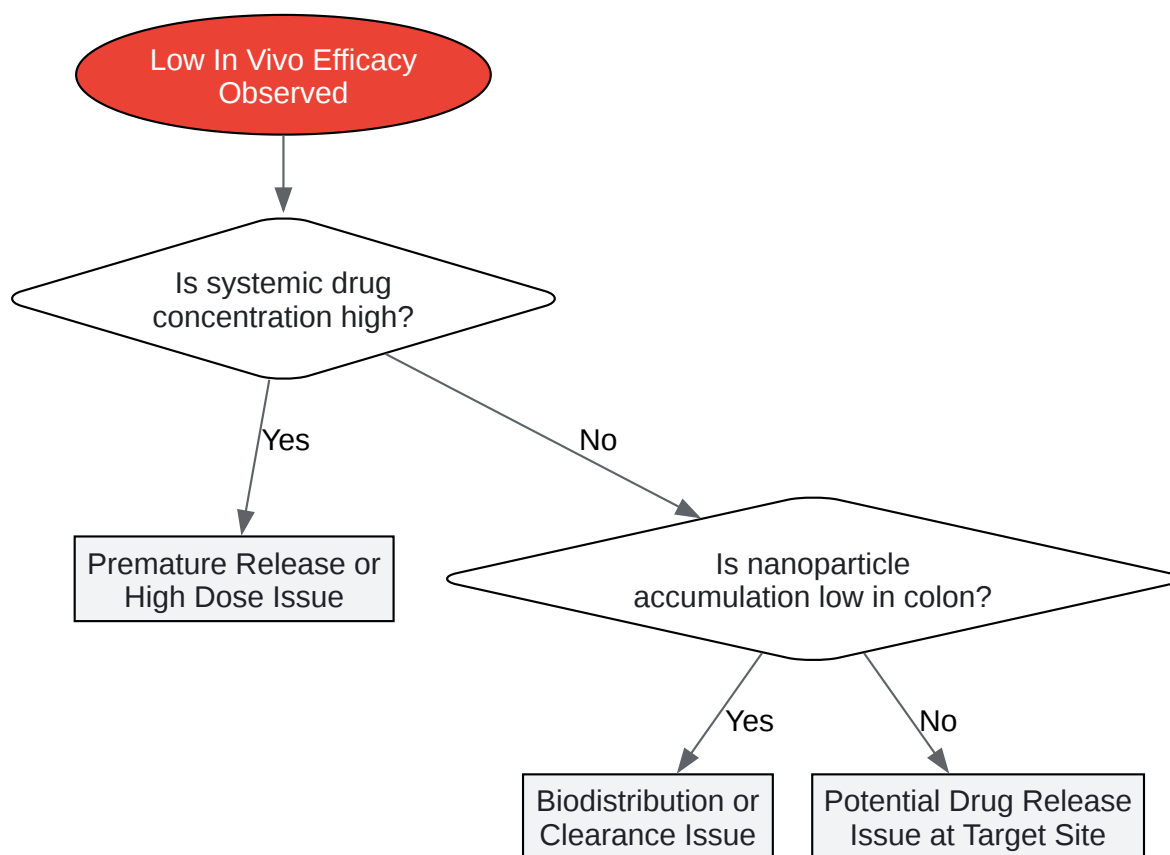 Low In Vivo Efficacy
Observed
Is systemic drug
concentration high?
Yes
No
Premature Release or
High Dose Issue
Is nanoparticle
accumulation low in colon?
Yes
No
Biodistribution or
Clearance Issue
Potential Drug Release
Issue at Target Site